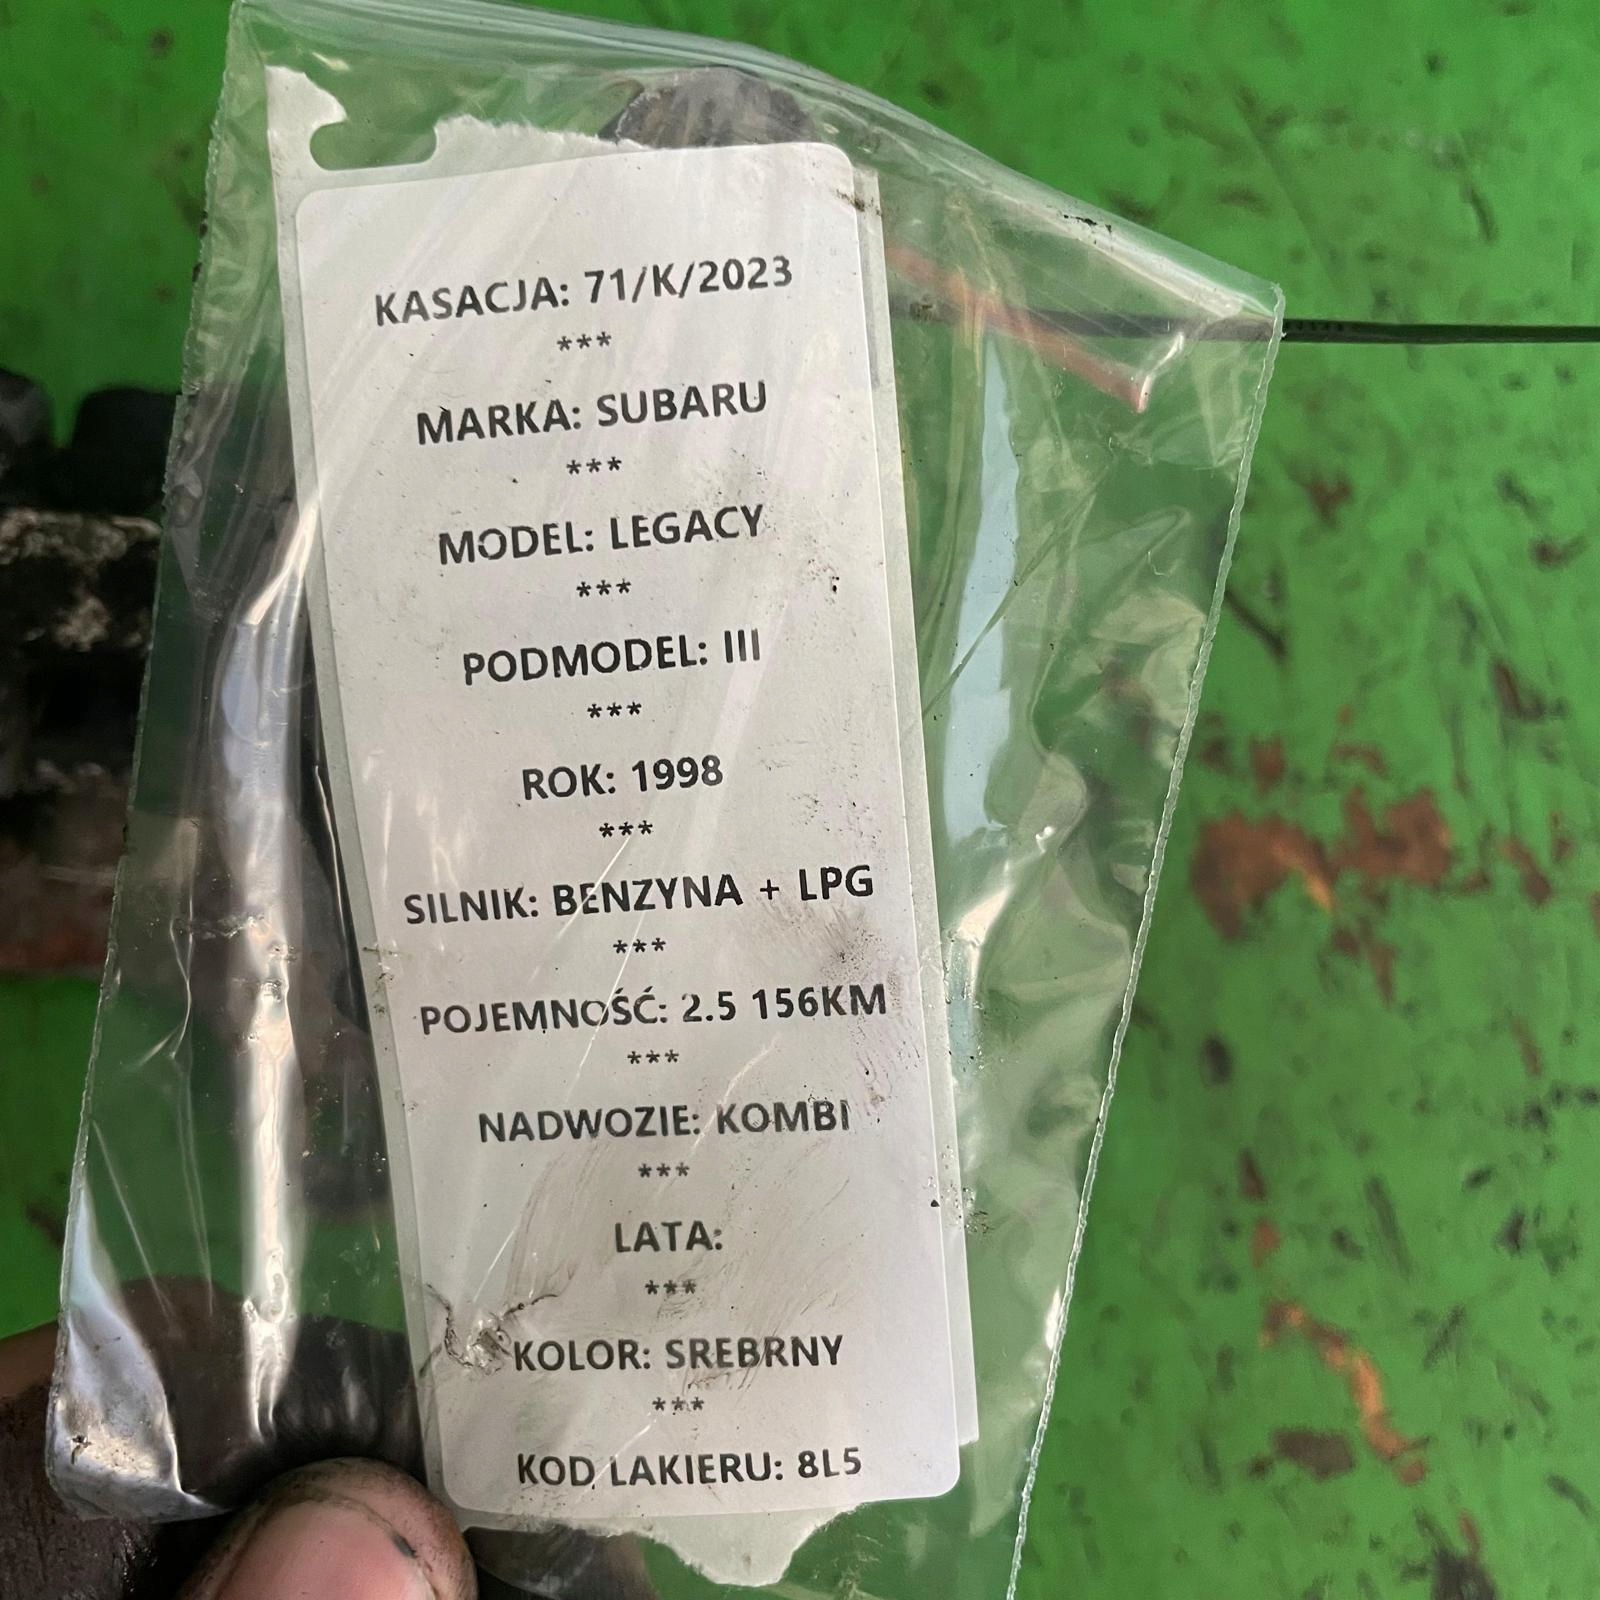 KASACJA: 71/K/2023
***
MARKA: SUBARU
***
MODEL: LEGACY
***
PODMODEL: III
***
ROK: 1998
***
SILNIK: BENZYNA + LPG
***
POJEMNOŚĆ: 2.5 156KM
***
NADWOZIE: KOMBI
***
LATA:
***
KOLOR: SREBRNY
***
KOD LAKIERU: 8L5